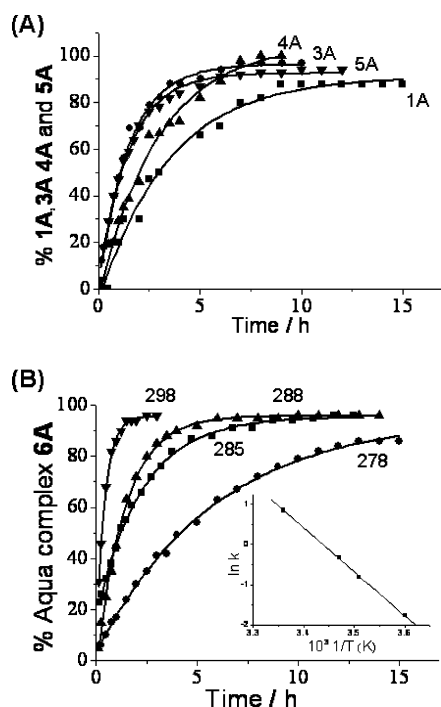 (A)
% 1A,3A 4A and 5A
100
80
60
40
20
0
4A
3A
5A
1A
0 5 10 15
Time / h
(B)
% Aqua complex 6A
100
80
60
40
20
0
298
288
285
278
ln k
1
0
-1
-2
3.3 3.4 3.5 3.6
10³ 1/T (K)
0 5 10 15
Time / h